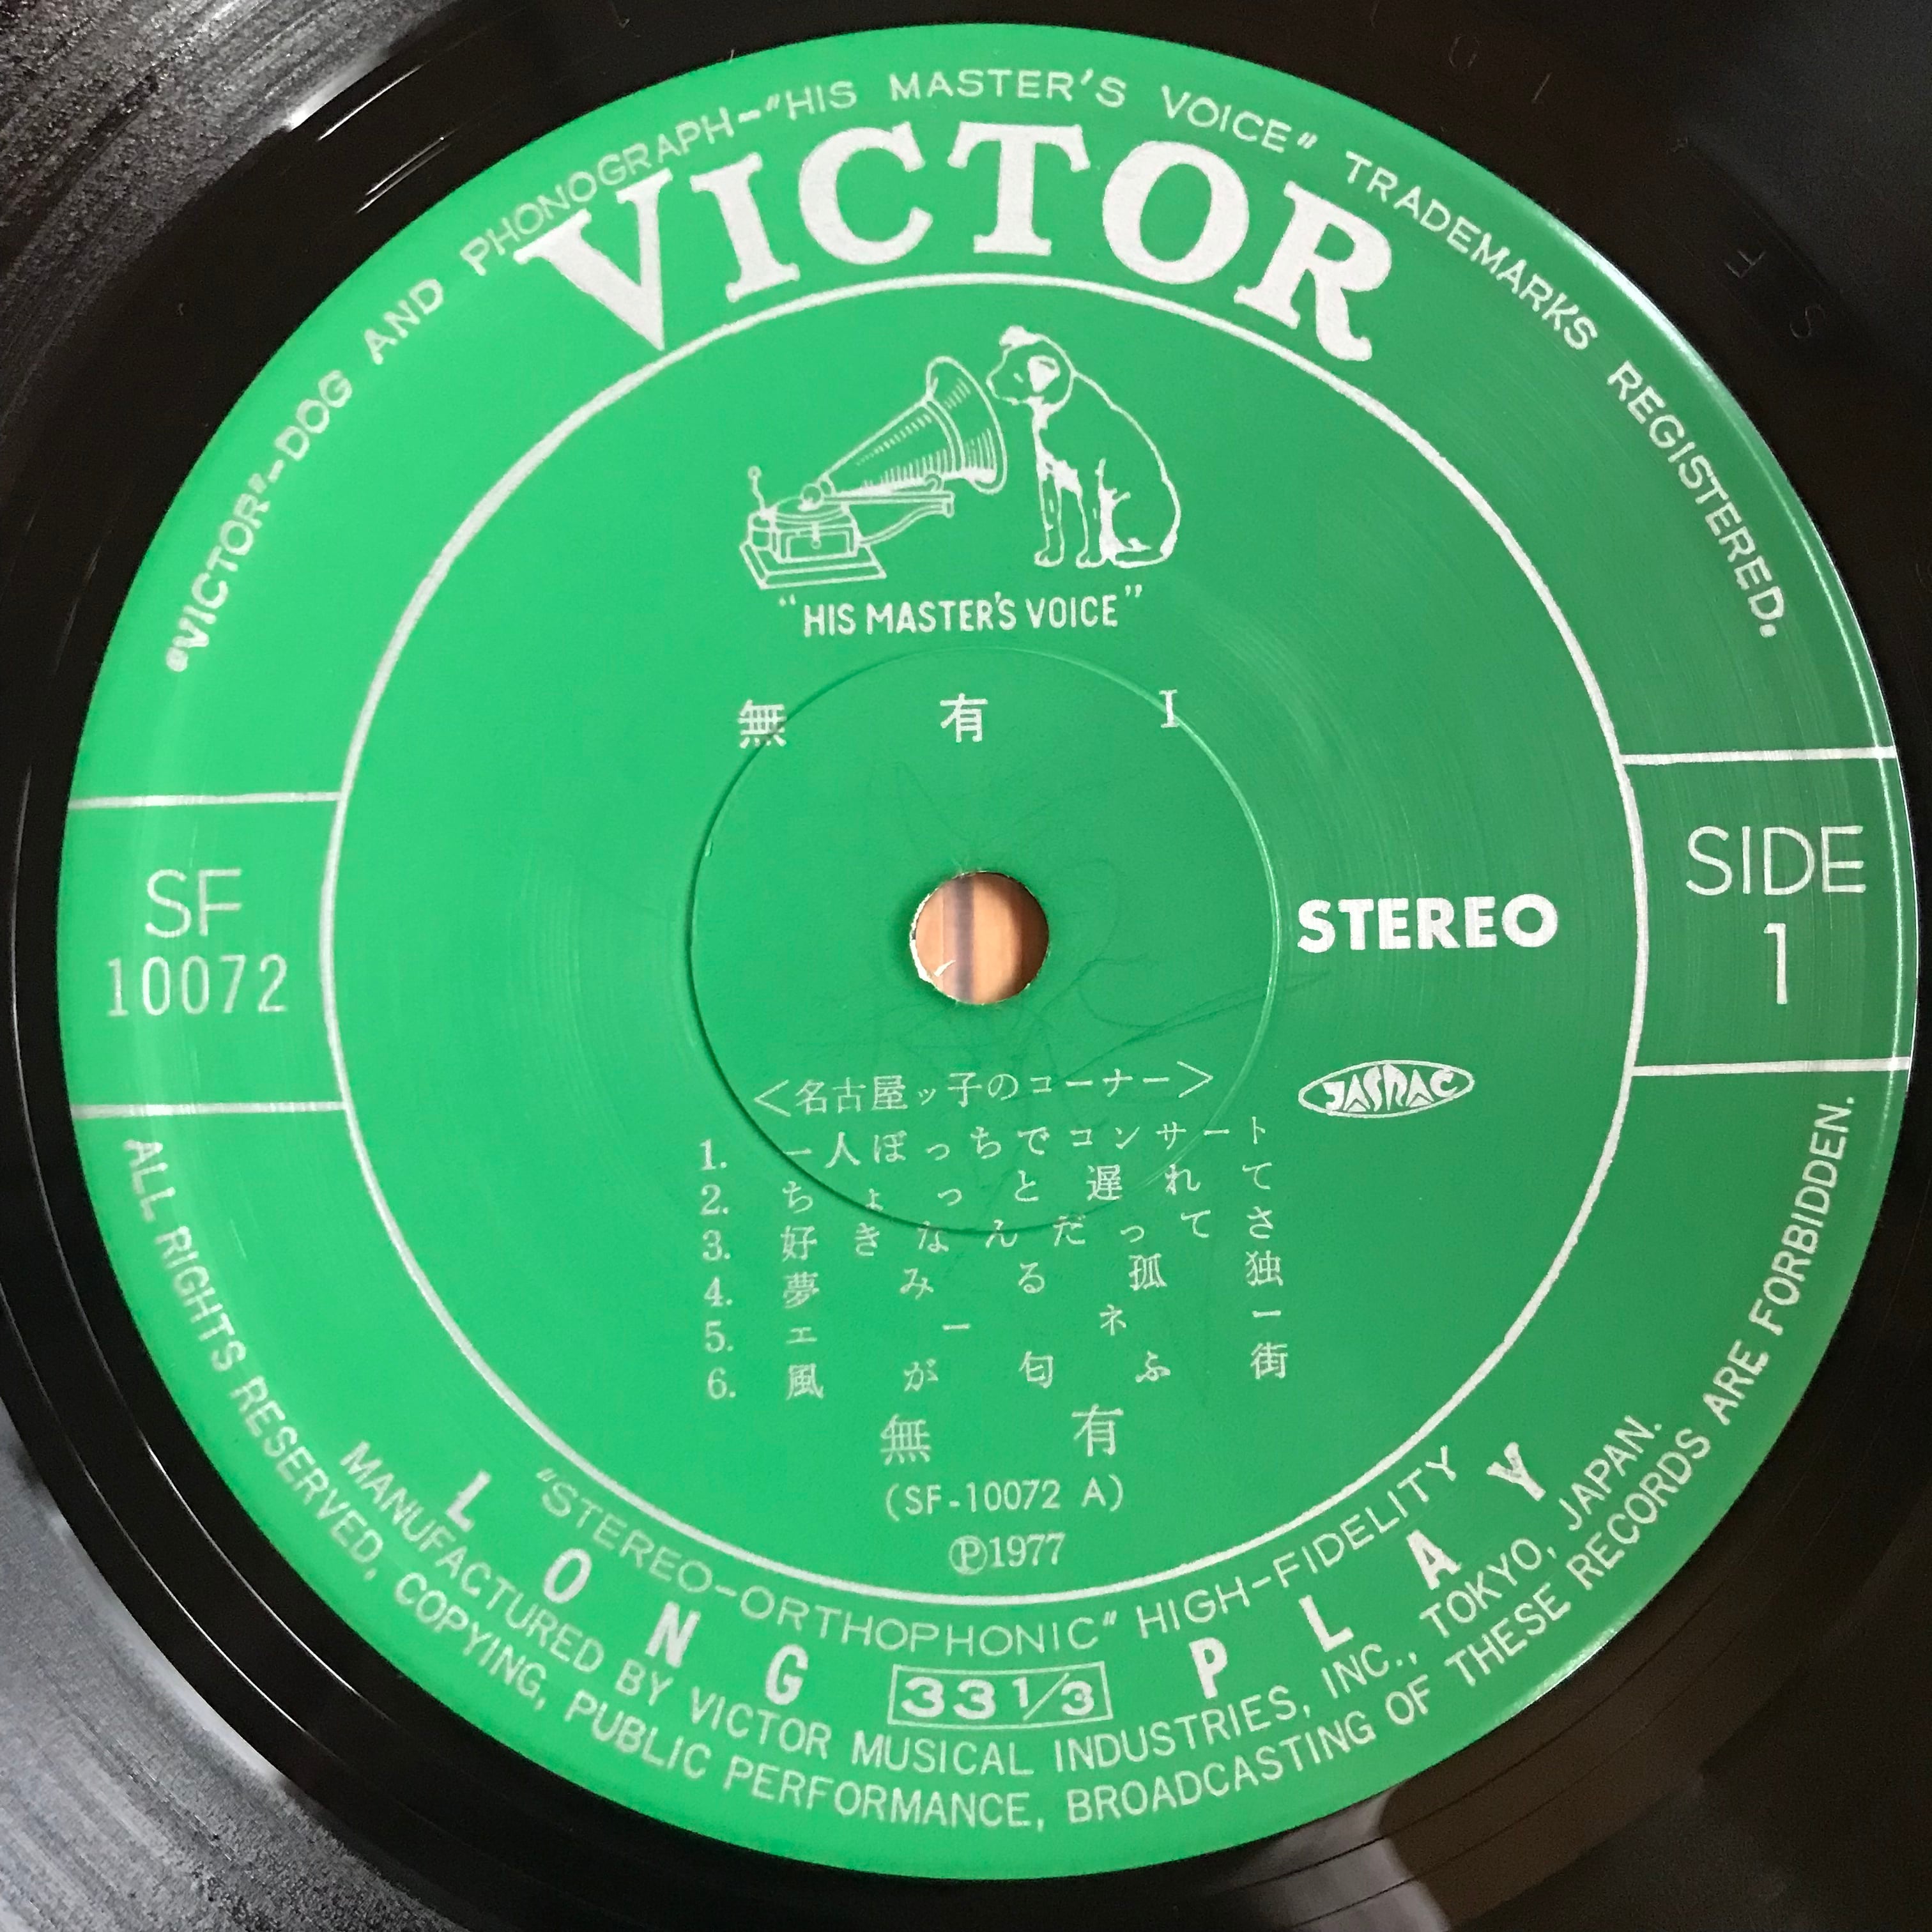 "VICTOR"-DOG AND PHONOGRAPH-"HIS MASTER'S VOICE" TRADEMARKS REGISTERED.
VICTOR
"HIS MASTER'S VOICE"
無有 I
SF
10072
SIDE
1
STEREO
JASRAC
<名古屋ッ子のコーナー>
1. 一人ぼっちでコンサート
2. ちょっと遅れて
3. 好きなんだってさ
4. 夢みる孤独
5. エーネー
6. 風が匂ふ街
無有
(SF-10072 A)
Ⓟ1977
"STEREO-ORTHOPHONIC" HIGH-FIDELITY
LONG 33 1/3 PLAY
MANUFACTURED BY VICTOR MUSICAL INDUSTRIES, INC., TOKYO, JAPAN.
ALL RIGHTS RESERVED, COPYING, PUBLIC PERFORMANCE, BROADCASTING OF THESE RECORDS ARE FORBIDDEN.